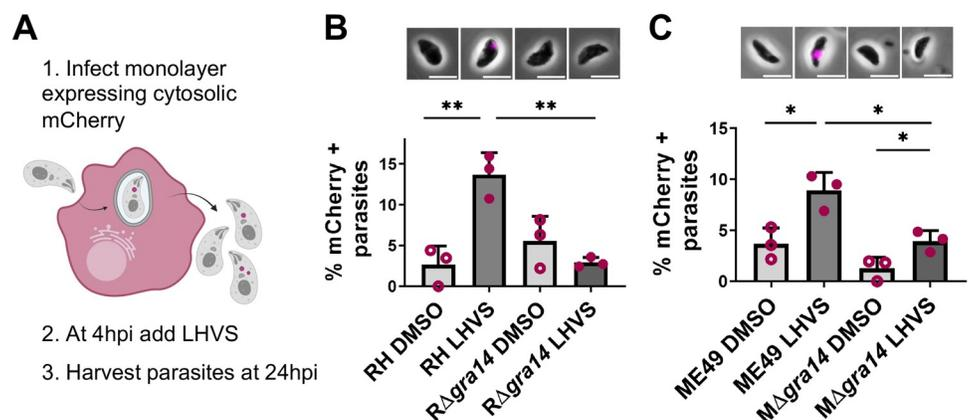 A
1. Infect monolayer
expressing cytosolic
mCherry
2. At 4hpi add LHVS
3. Harvest parasites at 24hpi
B
** **
% mCherry +
parasites
15
10
5
0
RH DMSO
RH LHVS
RΔgra14 DMSO
RΔgra14 LHVS
C
* *
*
% mCherry +
parasites
15
10
5
0
ME49 DMSO
ME49 LHVS
MΔgra14 DMSO
MΔgra14 LHVS